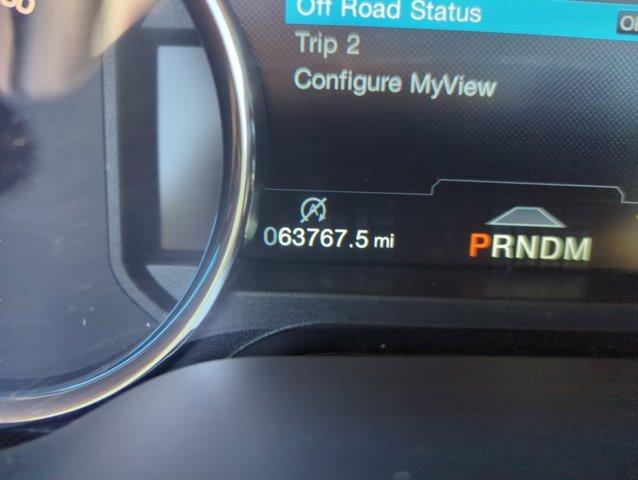 Off Road Status
Trip 2
Configure MyView
063767.5 mi
PRNDM